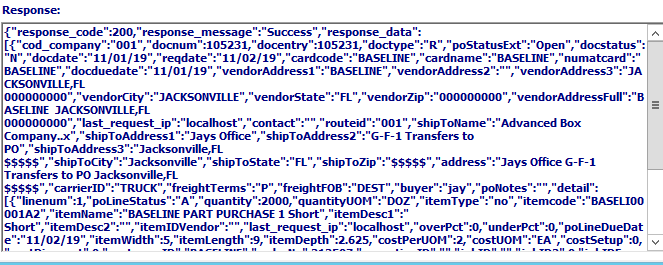 Response:
{"response_code":200,"response_message":"Success","response_data":
[{"cod_company":"001","docnum":105231,"docentry":105231,"doctype":"R","poStatusExt":"Open","docstatus":
"N","docdate":"11/01/19","reqdate":"11/02/19","cardcode":"BASELINE","cardname":"BASELINE","numatcard":
"BASELINE","docduedate":"11/01/19","vendorAddress1":"BASELINE","vendorAddress2":"","vendorAddress3":"JA
CKSONVILLE,FL
000000000","vendorCity":"JACKSONVILLE","vendorState":"FL","vendorZip":"000000000","vendorAddressFull":"B
ASELINE JACKSONVILLE,FL
000000000","last_request_ip":"localhost","contact":"","routeid":"001","shipToName":"Advanced Box
Company..x","shipToAddress1":"Jays Office","shipToAddress2":"G-F-1 Transfers to
PO","shipToAddress3":"Jacksonville,FL
$$$$$","shipToCity":"Jacksonville","shipToState":"FL","shipToZip":"$$$$$","address":"Jays Office G-F-1
Transfers to PO Jacksonville,FL
$$$$$","carrierID":"TRUCK","freightTerms":"P","freightFOB":"DEST","buyer":"jay","poNotes":"","detail":
[{"linenum":1,"poLineStatus":"A","quantity":2000,"quantityUOM":"DOZ","itemType":"no","itemcode":"BASELI00
001A2","itemName":"BASELINE PART PURCHASE 1 Short","itemDesc1":"
Short","itemDesc2":"","itemIDVendor":"","last_request_ip":"localhost","overPct":0,"underPct":0,"poLineDueDa
te":"11/02/19","itemWidth":5,"itemLength":9,"itemDepth":2.625,"costPerUOM":2,"costUOM":"EA","costSetup":0,